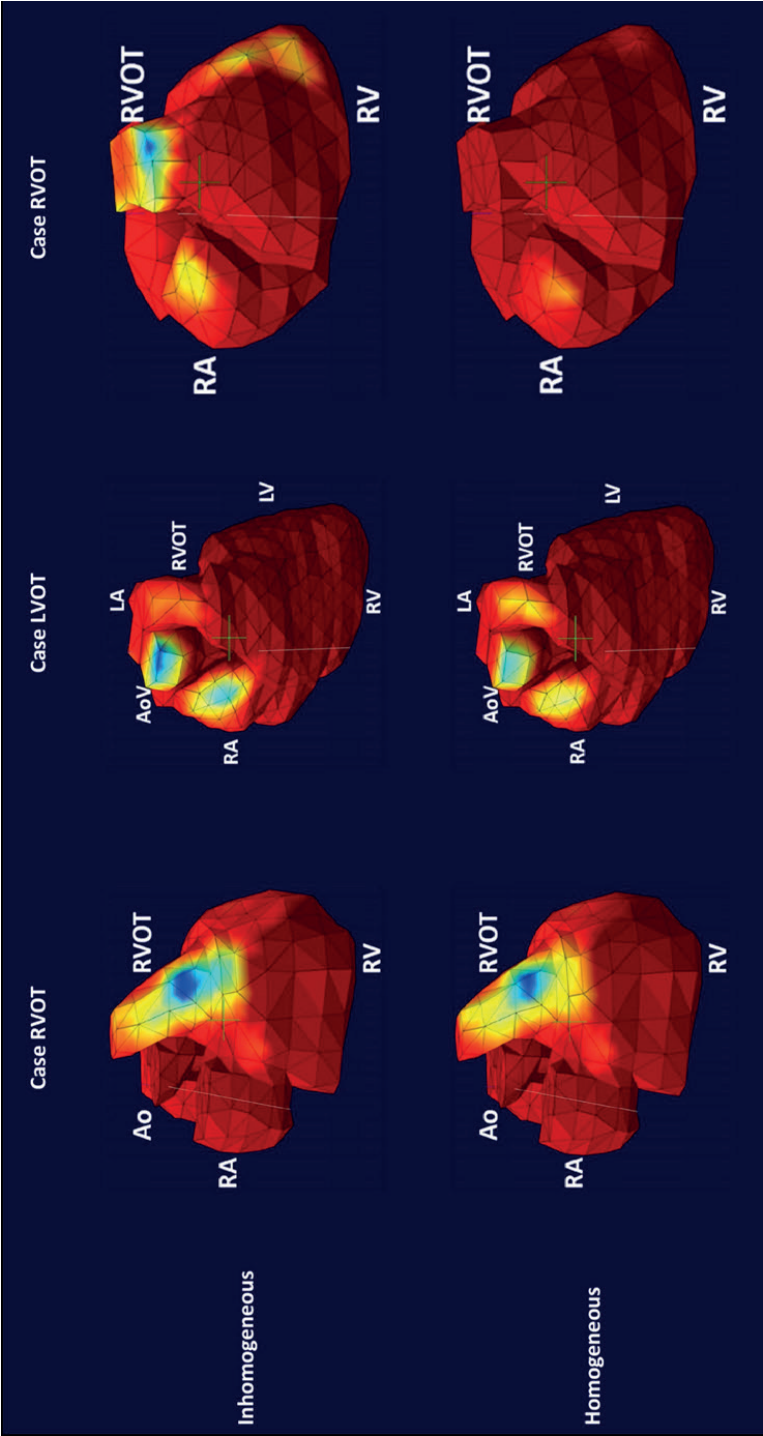 Case RVOT
Case LVOT
Case RVOT
Inhomogeneous
Ao
RVOT
RA
RV
LA
AoV
RVOT
RA
LV
RV
RVOT
RA
RV
Homogeneous
Ao
RVOT
RA
RV
LA
AoV
RVOT
RA
LV
RV
RVOT
RA
RV